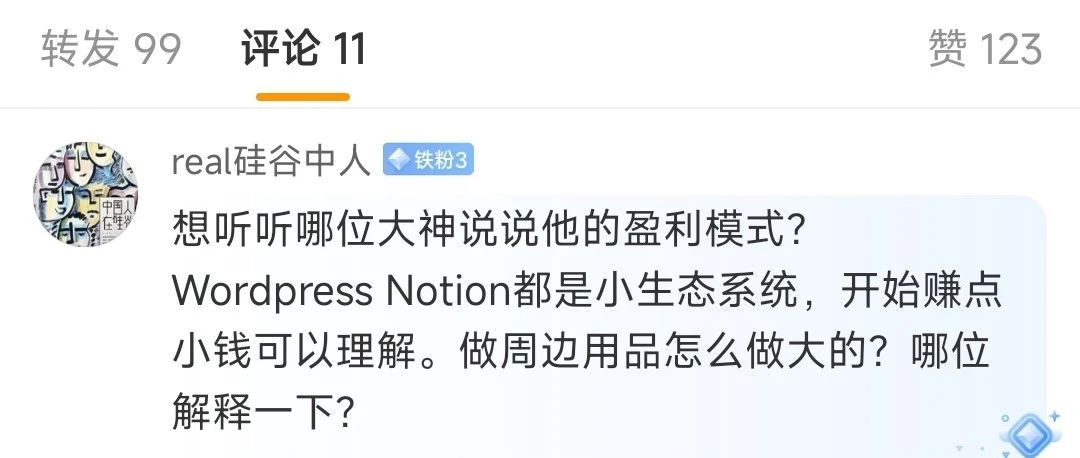 转发 99 评论 11 赞 123
real硅谷中人 铁粉3
中国人
在硅谷
想听听哪位大神说说他的盈利模式?
Wordpress Notion都是小生态系统，开始赚点
小钱可以理解。做周边用品怎么做大的? 哪位
解释一下?